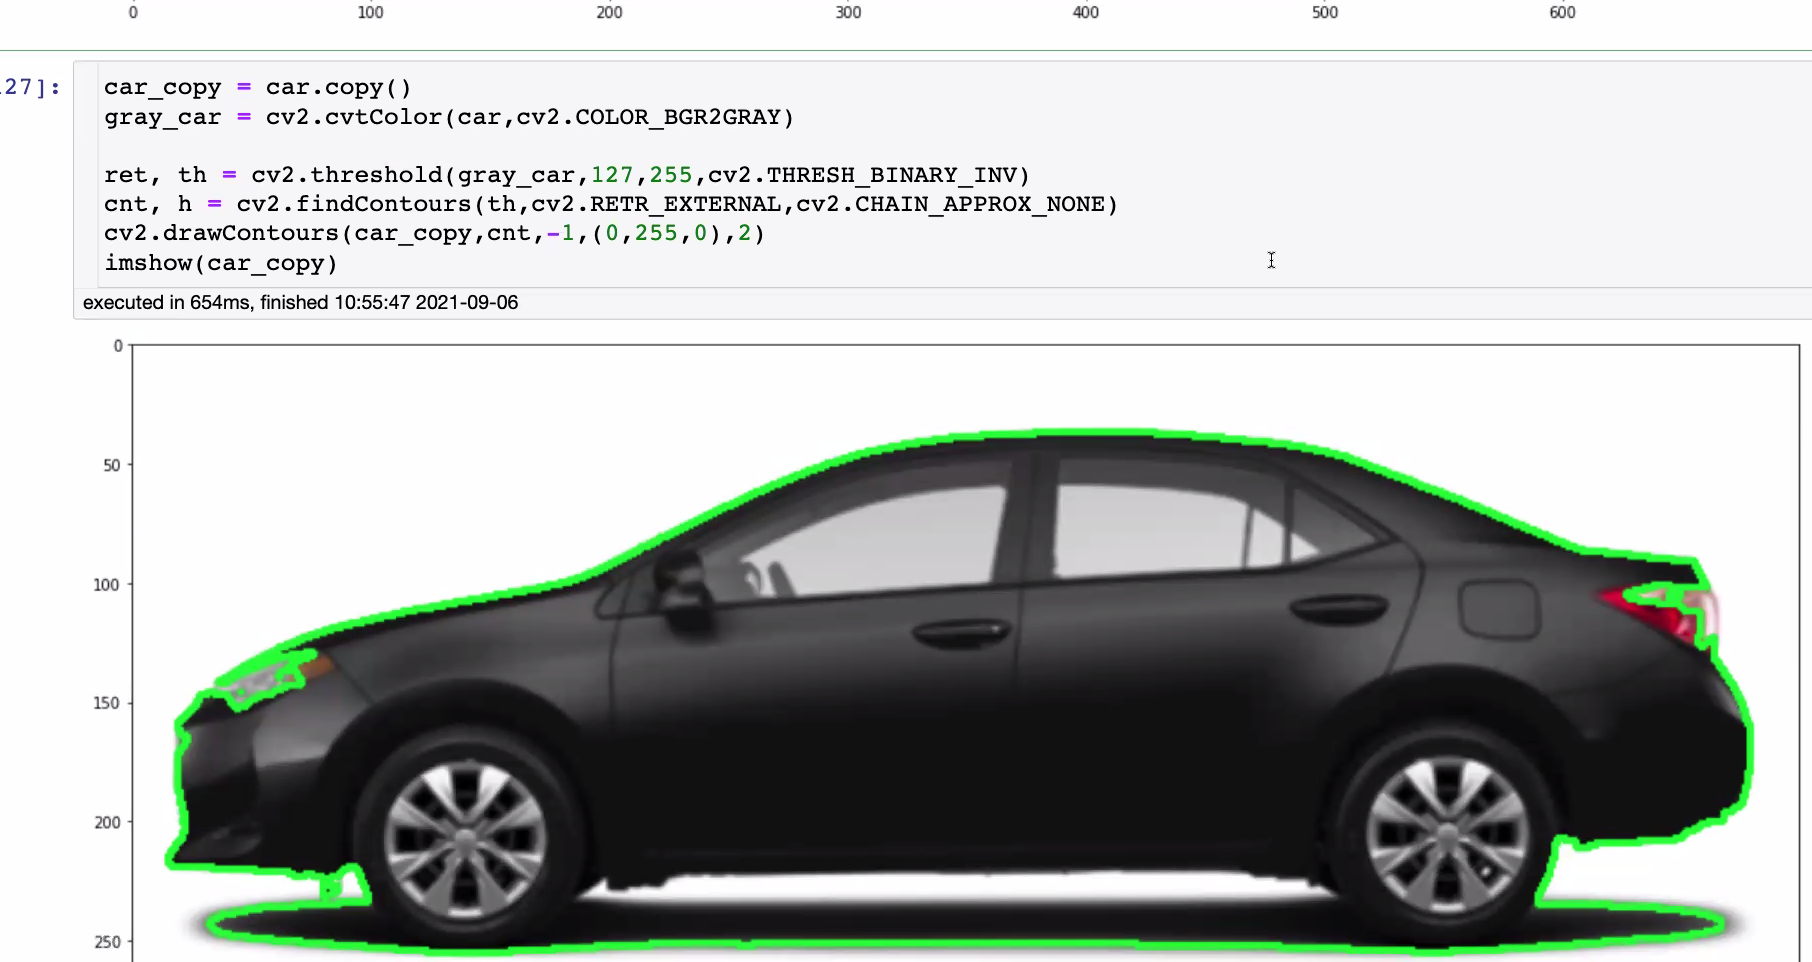 0 100 200 300 400 500 600
27]:
car_copy = car.copy()
gray_car = cv2.cvtColor(car,cv2.COLOR_BGR2GRAY)
ret, th = cv2.threshold(gray_car,127,255,cv2.THRESH_BINARY_INV)
cnt, h = cv2.findContours(th,cv2.RETR_EXTERNAL,cv2.CHAIN_APPROX_NONE)
cv2.drawContours(car_copy,cnt,-1,(0,255,0),2)
imshow(car_copy)
executed in 654ms, finished 10:55:47 2021-09-06
0
50
100
150
200
250